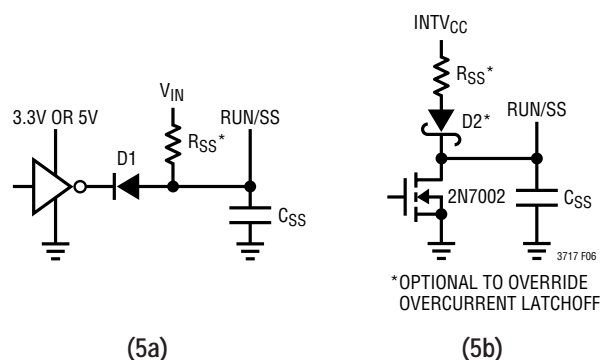 3.3V OR 5V
D1
VIN
RSS*
RUN/SS
CSS
(5a)
INTVCC
RSS*
D2*
RUN/SS
2N7002
CSS
3717 F06
*OPTIONAL TO OVERRIDE
OVERCURRENT LATCHOFF
(5b)